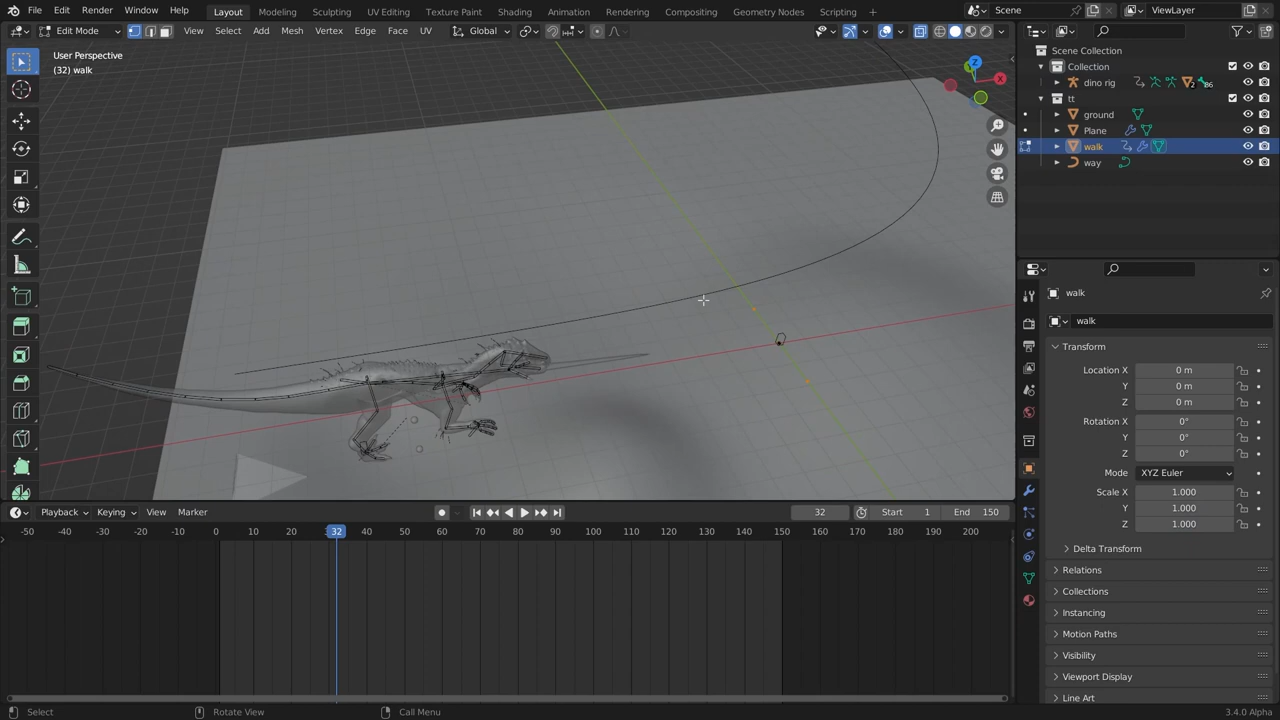 File Edit Render Window Help Layout Modeling Sculpting UV Editing Texture Paint Shading Animation Rendering Compositing Geometry Nodes Scripting + Scene ViewLayer
Edit Mode View Select Add Mesh Vertex Edge Face UV Global
User Perspective
(32) walk
X
Z
Scene Collection
Collection
dino rig 2 86
tt
ground
Plane
walk
way
walk
walk
Transform
Location X 0 m
Y 0 m
Z 0 m
Rotation X 0°
Y 0°
Z 0°
Mode XYZ Euler
Scale X 1.000
Y 1.000
Z 1.000
Delta Transform
Relations
Collections
Instancing
Motion Paths
Visibility
Viewport Display
Line Art
Playback Keying View Marker 32 Start 1 End 150
-50 -40 -30 -20 -10 0 10 20 32 40 50 60 70 80 90 100 110 120 130 140 150 160 170 180 190 200
Select Rotate View Call Menu 3.4.0 Alpha